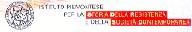 ISTITUTO PIEMONTESE
PER LA STORIA DELLA RESISTENZA
E DELLA SOCIETÀ CONTEMPORANEA